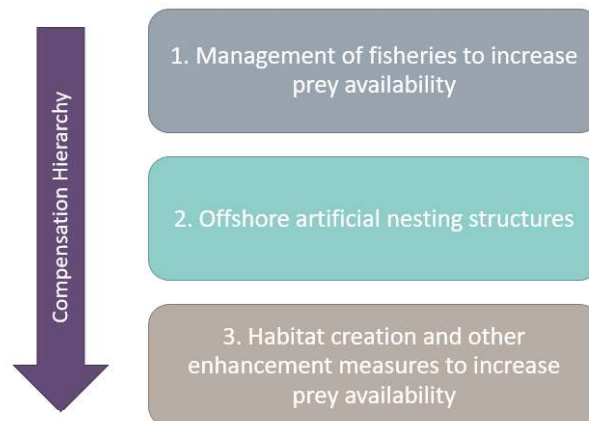 Compensation Hierarchy
1. Management of fisheries to increase
prey availability
2. Offshore artificial nesting structures
3. Habitat creation and other
enhancement measures to increase
prey availability